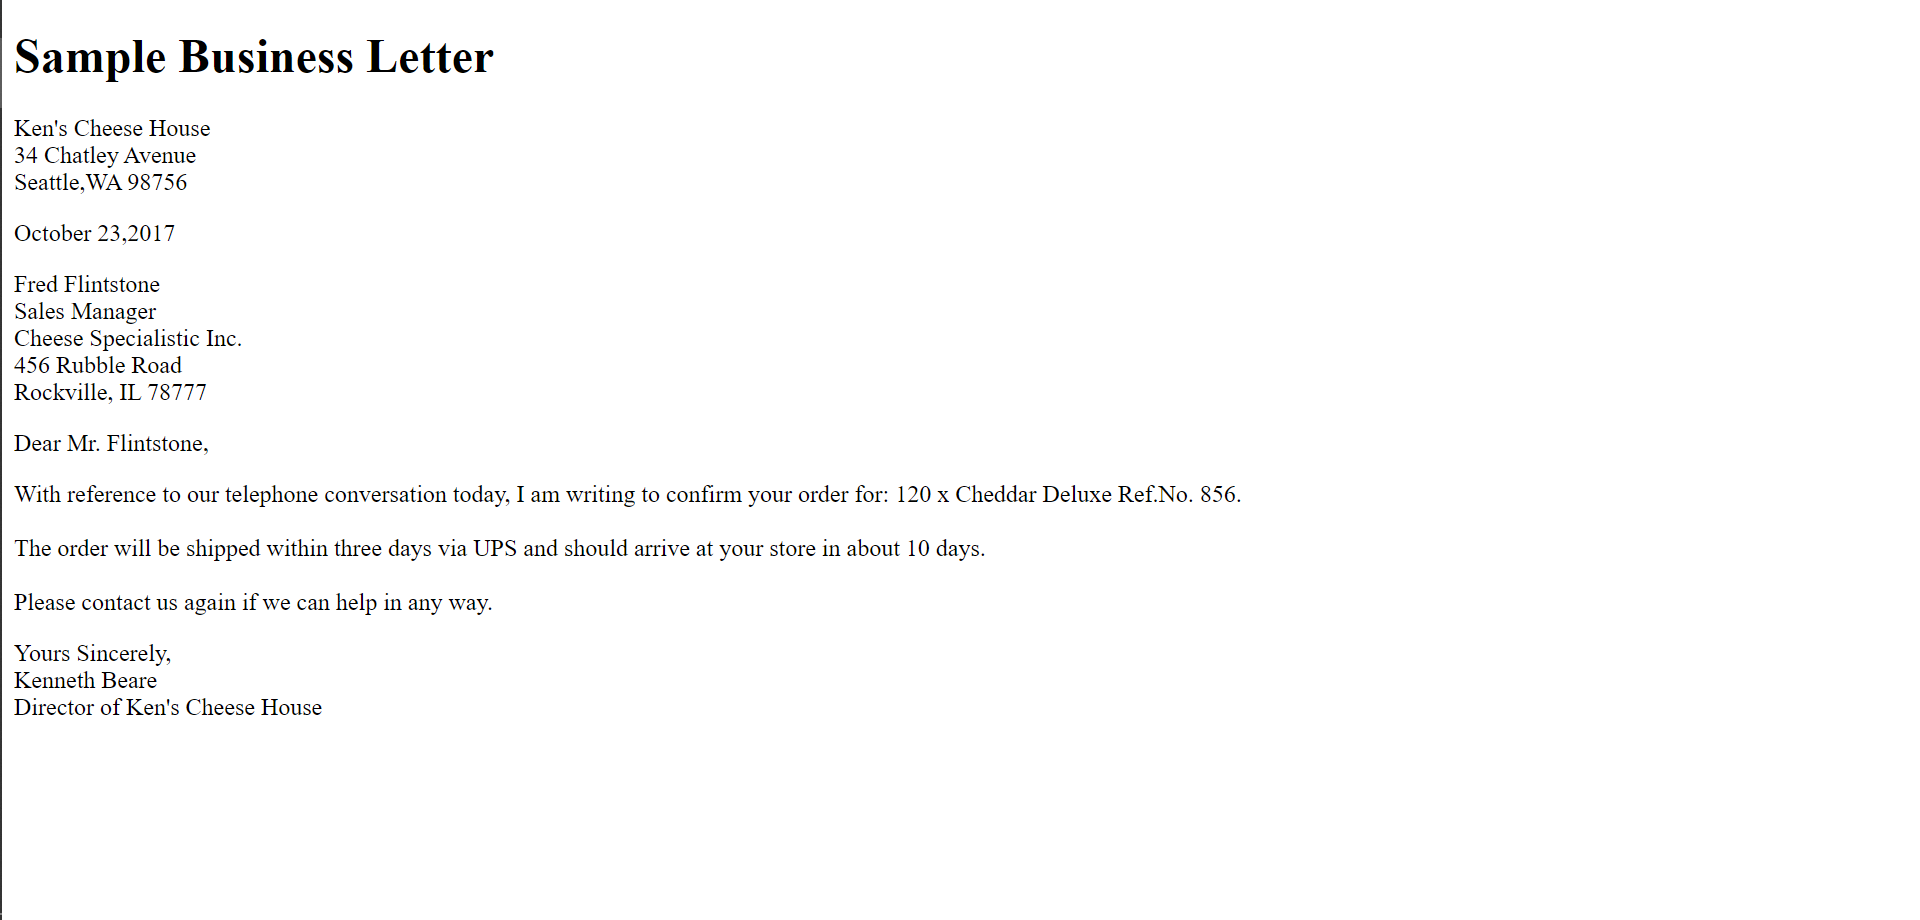 Sample Business Letter
Ken's Cheese House
34 Chatley Avenue
Seattle,WA 98756
October 23,2017
Fred Flintstone
Sales Manager
Cheese Specialistic Inc.
456 Rubble Road
Rockville, IL 78777
Dear Mr. Flintstone,
With reference to our telephone conversation today, I am writing to confirm your order for: 120 x Cheddar Deluxe Ref.No. 856.
The order will be shipped within three days via UPS and should arrive at your store in about 10 days.
Please contact us again if we can help in any way.
Yours Sincerely,
Kenneth Beare
Director of Ken's Cheese House